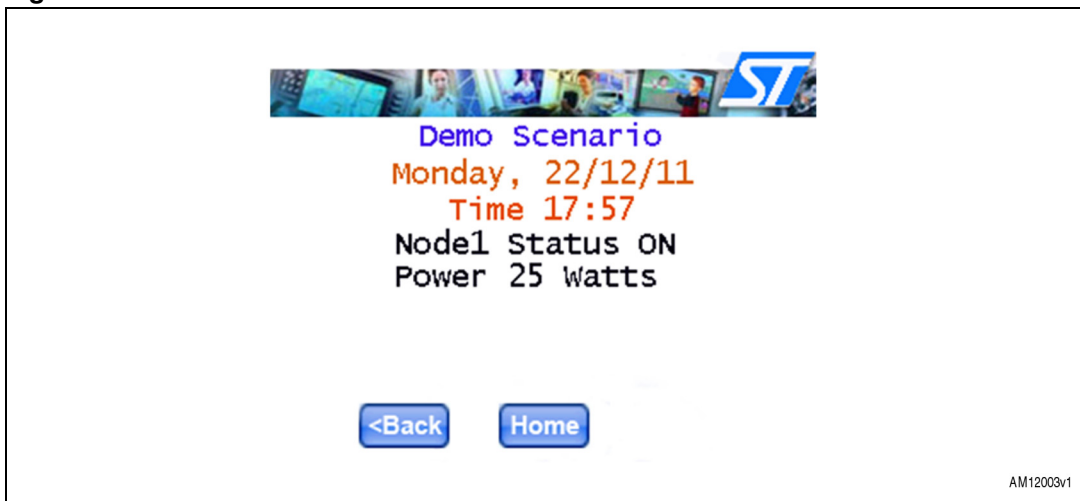 ST
Demo Scenario
Monday, 22/12/11
Time 17:57
Node1 Status ON
Power 25 Watts
<Back Home
AM12003v1